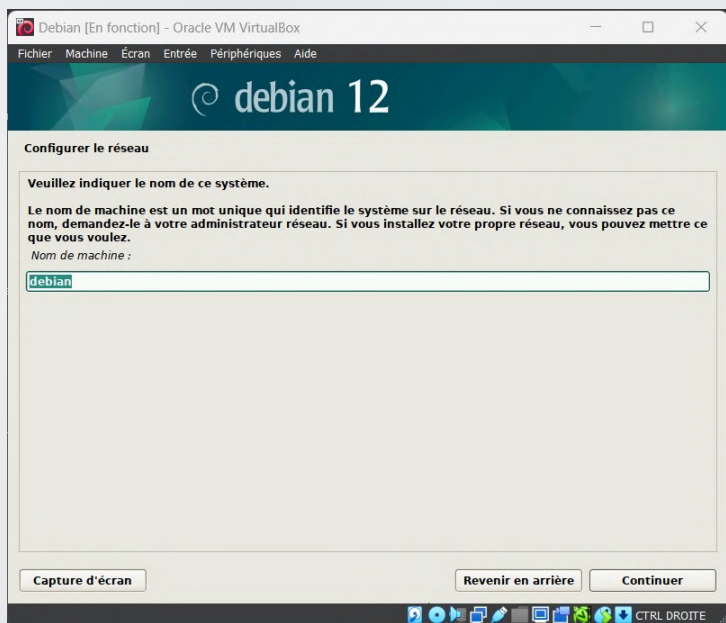 Debian [En fonction] - Oracle VM VirtualBox
Fichier Machine Écran Entrée Périphériques Aide
debian 12
Configurer le réseau
Veuillez indiquer le nom de ce système.
Le nom de machine est un mot unique qui identifie le système sur le réseau. Si vous ne connaissez pas ce
nom, demandez-le à votre administrateur réseau. Si vous installez votre propre réseau, vous pouvez mettre ce
que vous voulez.
Nom de machine :
debian
Capture d'écran Revenir en arrière Continuer
CTRL DROITE